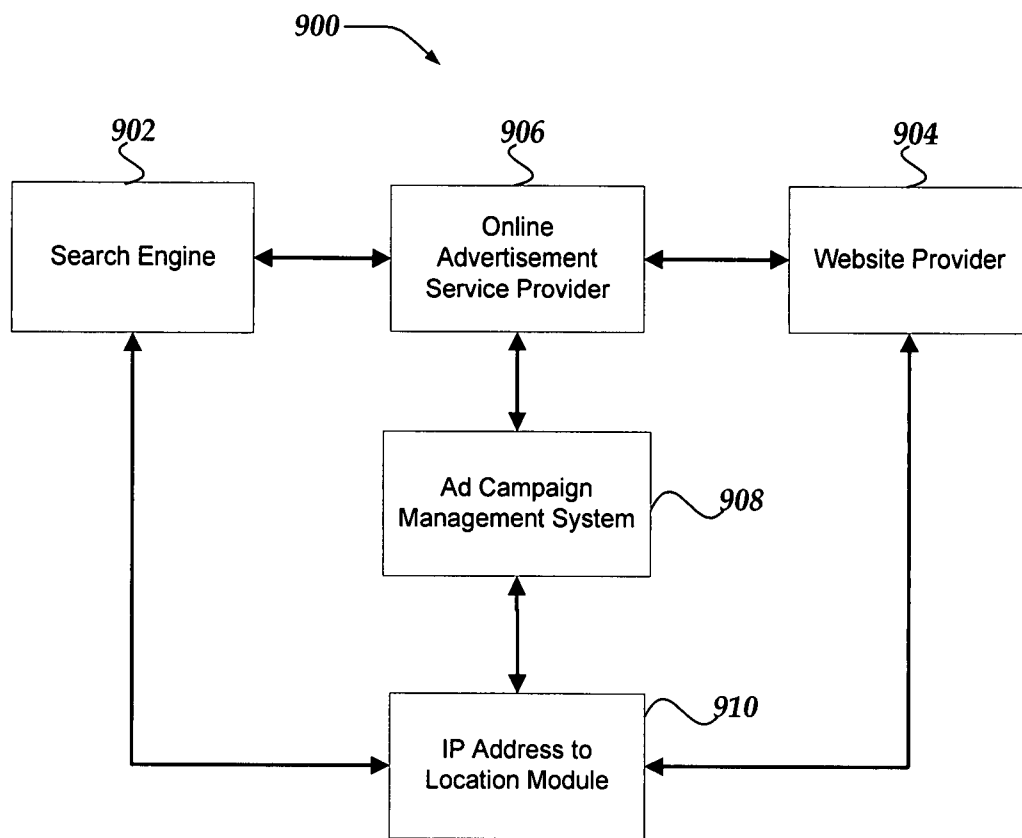 900
902
906
904
Search Engine
Online
Advertisement
Service Provider
Website Provider
Ad Campaign
Management System
908
910
IP Address to
Location Module